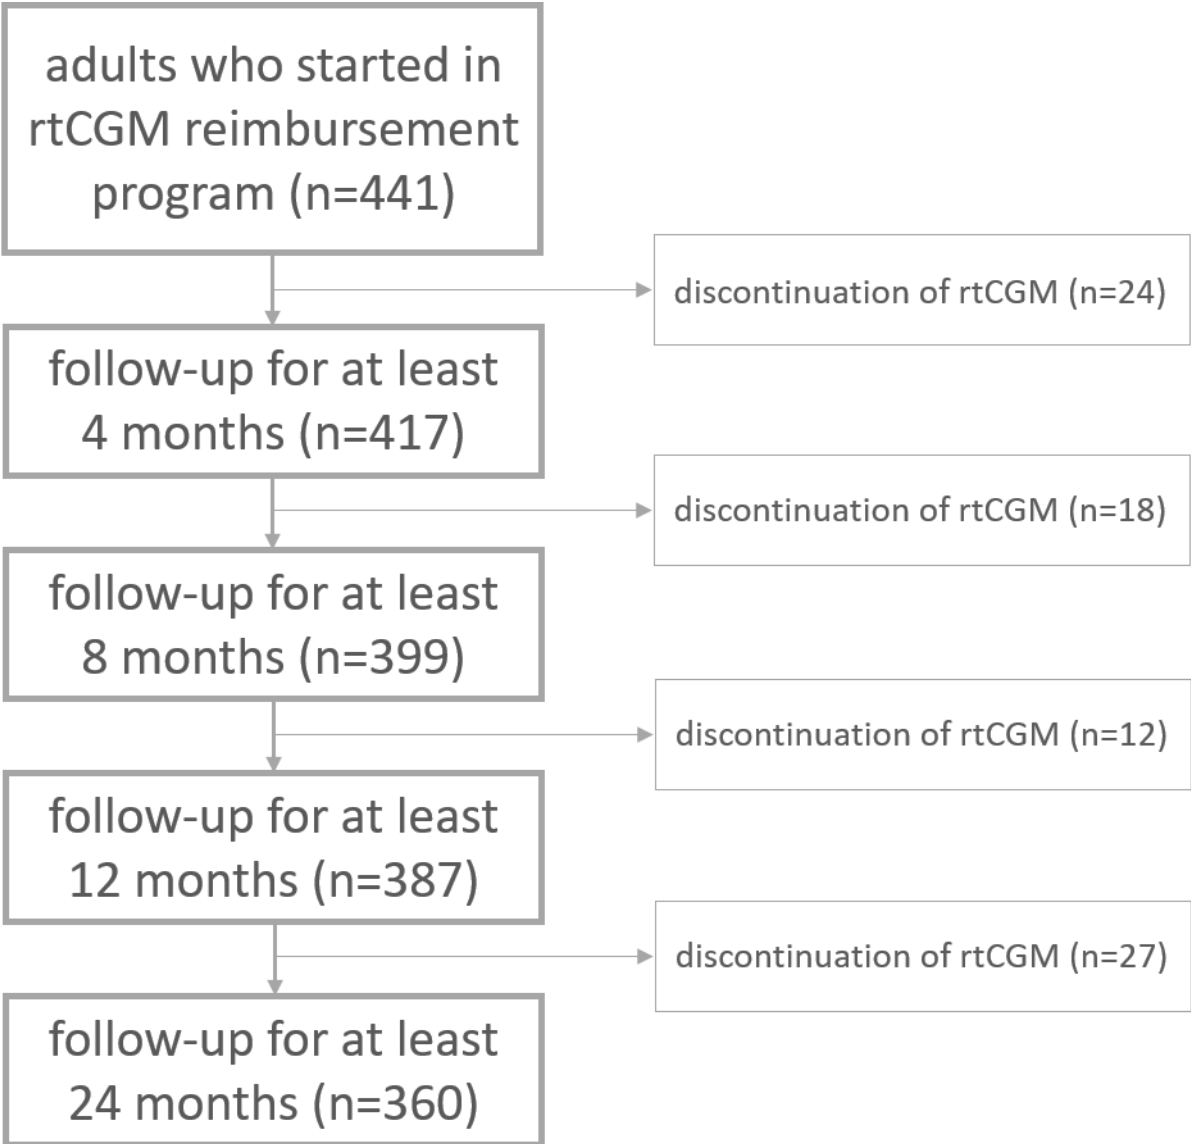 adults who started in
rtCGM reimbursement
program (n=441)
discontinuation of rtCGM (n=24)
follow-up for at least
4 months (n=417)
discontinuation of rtCGM (n=18)
follow-up for at least
8 months (n=399)
discontinuation of rtCGM (n=12)
follow-up for at least
12 months (n=387)
discontinuation of rtCGM (n=27)
follow-up for at least
24 months (n=360)